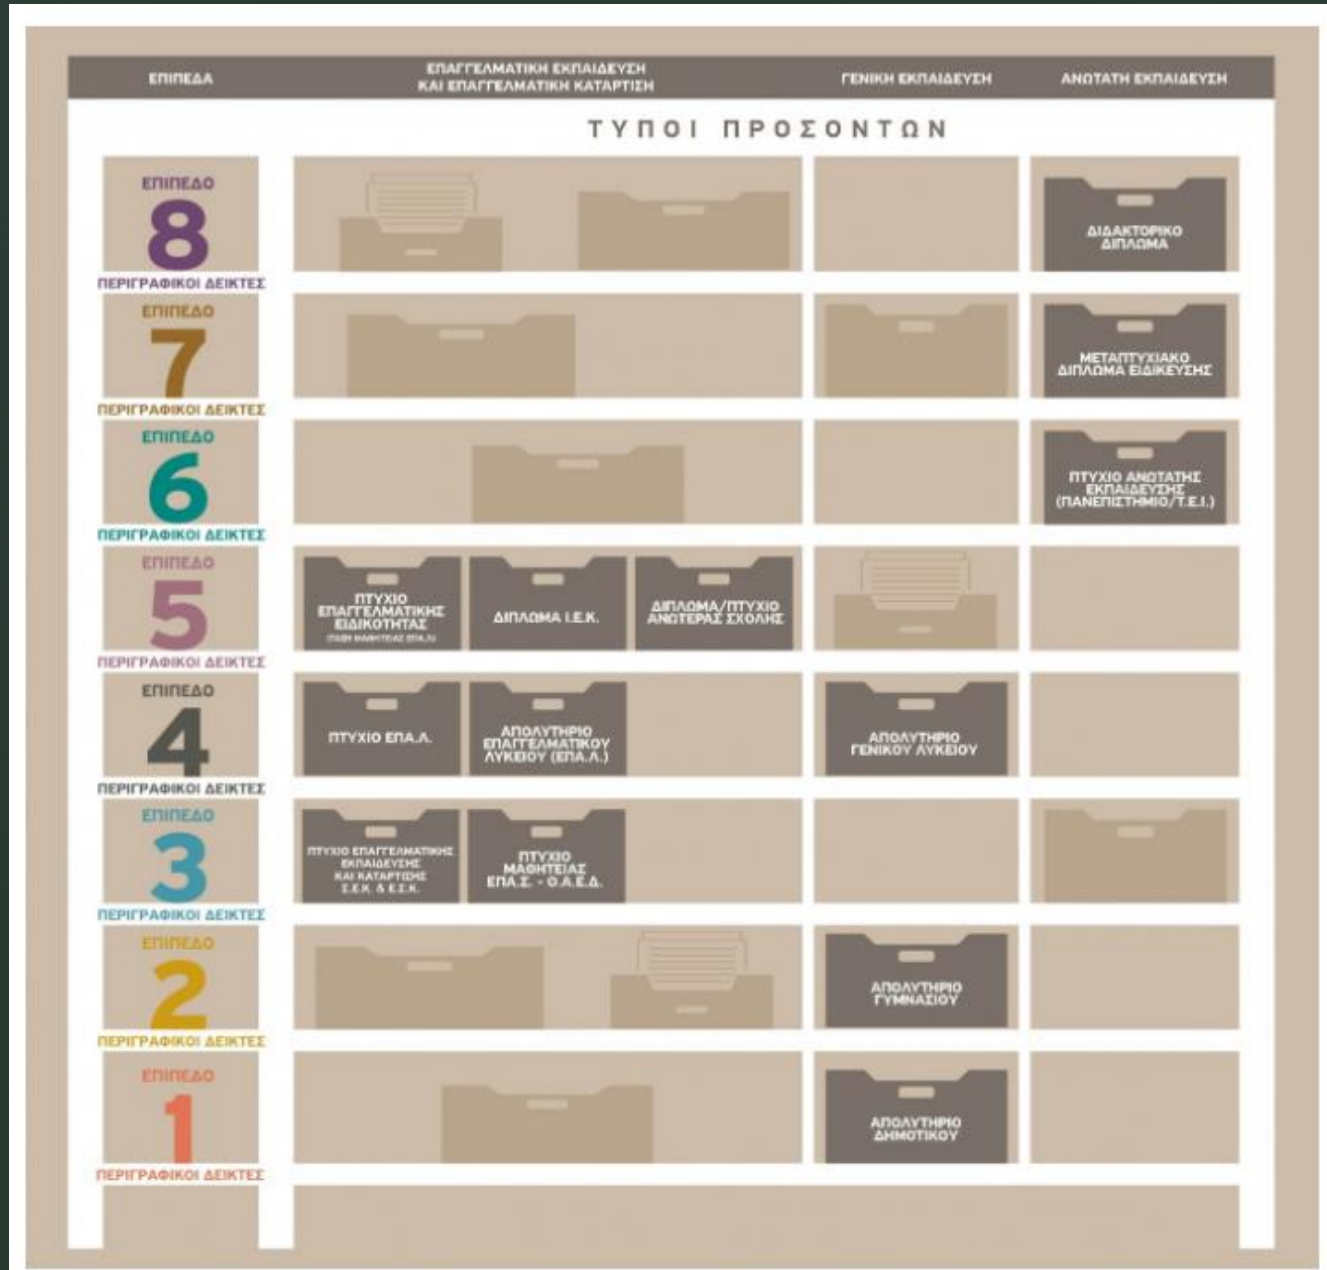 ΕΠΙΠΕΔΑ
ΕΠΑΓΓΕΛΜΑΤΙΚΗ ΕΚΠΑΙΔΕΥΣΗ
ΚΑΙ ΕΠΑΓΓΕΛΜΑΤΙΚΗ ΚΑΤΑΡΤΙΣΗ
ΓΕΝΙΚΗ ΕΚΠΑΙΔΕΥΣΗ
ΑΝΩΤΑΤΗ ΕΚΠΑΙΔΕΥΣΗ
ΤΥΠΟΙ ΠΡΟΣΟΝΤΩΝ
ΕΠΙΠΕΔΟ
8
ΠΕΡΙΓΡΑΦΙΚΟΙ ΔΕΙΚΤΕΣ
ΔΙΔΑΚΤΟΡΙΚΟ
ΔΙΠΛΩΜΑ
ΕΠΙΠΕΔΟ
7
ΠΕΡΙΓΡΑΦΙΚΟΙ ΔΕΙΚΤΕΣ
ΜΕΤΑΠΤΥΧΙΑΚΟ
ΔΙΠΛΩΜΑ ΕΙΔΙΚΕΥΣΗΣ
ΕΠΙΠΕΔΟ
6
ΠΕΡΙΓΡΑΦΙΚΟΙ ΔΕΙΚΤΕΣ
ΠΤΥΧΙΟ ΑΝΩΤΑΤΗΣ
ΕΚΠΑΙΔΕΥΣΗΣ
(ΠΑΝΕΠΙΣΤΗΜΙΟ/Τ.Ε.Ι.)
ΕΠΙΠΕΔΟ
5
ΠΕΡΙΓΡΑΦΙΚΟΙ ΔΕΙΚΤΕΣ
ΠΤΥΧΙΟ
ΕΠΑΓΓΕΛΜΑΤΙΚΗΣ
ΕΙΔΙΚΟΤΗΤΑΣ
(ΤΑΞΗ ΜΑΘΗΤΕΙΑΣ ΕΠΑ.Λ)
ΔΙΠΛΩΜΑ Ι.Ε.Κ.
ΔΙΠΛΩΜΑ/ΠΤΥΧΙΟ
ΑΝΩΤΕΡΑΣ ΣΧΟΛΗΣ
ΕΠΙΠΕΔΟ
4
ΠΕΡΙΓΡΑΦΙΚΟΙ ΔΕΙΚΤΕΣ
ΠΤΥΧΙΟ ΕΠΑ.Λ.
ΑΠΟΛΥΤΗΡΙΟ
ΕΠΑΓΓΕΛΜΑΤΙΚΟΥ
ΛΥΚΕΙΟΥ (ΕΠΑ.Λ.)
ΑΠΟΛΥΤΗΡΙΟ
ΓΕΝΙΚΟΥ ΛΥΚΕΙΟΥ
ΕΠΙΠΕΔΟ
3
ΠΕΡΙΓΡΑΦΙΚΟΙ ΔΕΙΚΤΕΣ
ΠΤΥΧΙΟ ΕΠΑΓΓΕΛΜΑΤΙΚΗΣ
ΕΚΠΑΙΔΕΥΣΗΣ
ΚΑΙ ΚΑΤΑΡΤΙΣΗΣ
Σ.Ε.Κ. & Ε.Σ.Κ.
ΠΤΥΧΙΟ
ΜΑΘΗΤΕΙΑΣ
ΕΠΑ.Σ. - Ο.Α.Ε.Δ.
ΕΠΙΠΕΔΟ
2
ΠΕΡΙΓΡΑΦΙΚΟΙ ΔΕΙΚΤΕΣ
ΑΠΟΛΥΤΗΡΙΟ
ΓΥΜΝΑΣΙΟΥ
ΕΠΙΠΕΔΟ
1
ΠΕΡΙΓΡΑΦΙΚΟΙ ΔΕΙΚΤΕΣ
ΑΠΟΛΥΤΗΡΙΟ
ΔΗΜΟΤΙΚΟΥ